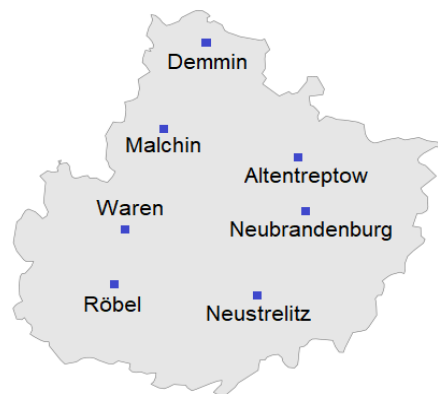 Demmin
Malchin
Altentreptow
Waren
Neubrandenburg
Röbel
Neustrelitz